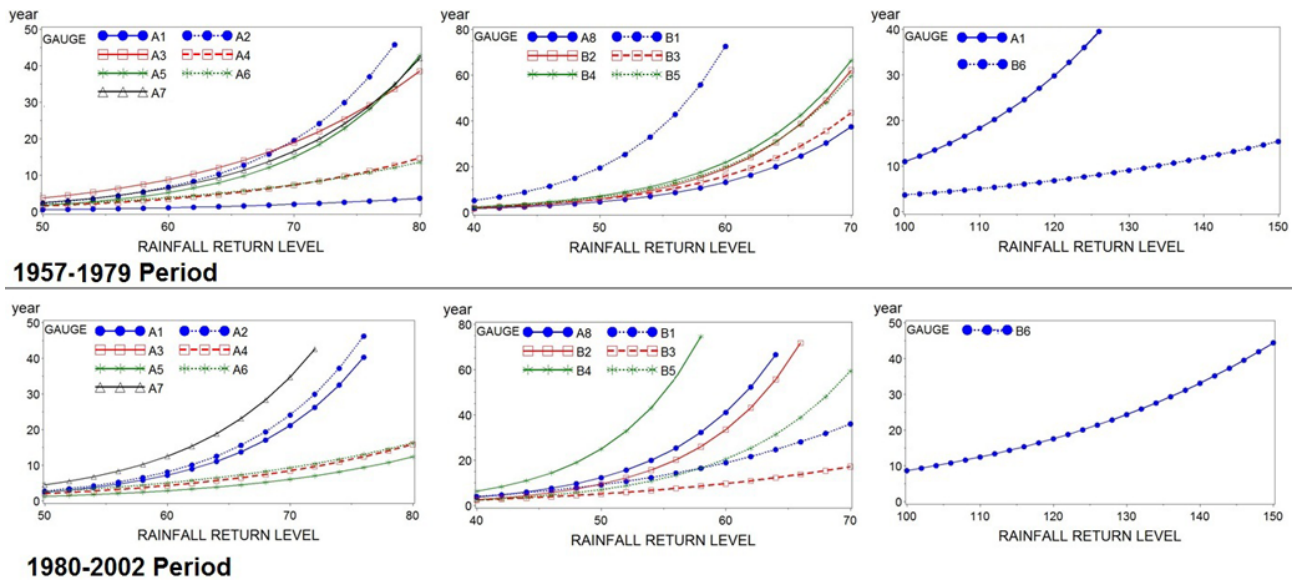 year
50
40
30
20
10
0
GAUGE A1 A2
A3 A4
A5 A6
A7
50 60 70 80
RAINFALL RETURN LEVEL
year
80
60
40
20
0
GAUGE A8 B1
B2 B3
B4 B5
40 50 60 70
RAINFALL RETURN LEVEL
year
40
30
20
10
0
GAUGE A1
B6
100 110 120 130 140 150
RAINFALL RETURN LEVEL
1957-1979 Period
year
50
40
30
20
10
0
GAUGE A1 A2
A3 A4
A5 A6
A7
50 60 70 80
RAINFALL RETURN LEVEL
year
80
60
40
20
0
GAUGE A8 B1
B2 B3
B4 B5
40 50 60 70
RAINFALL RETURN LEVEL
year
50
40
30
20
10
0
GAUGE B6
100 110 120 130 140 150
RAINFALL RETURN LEVEL
1980-2002 Period